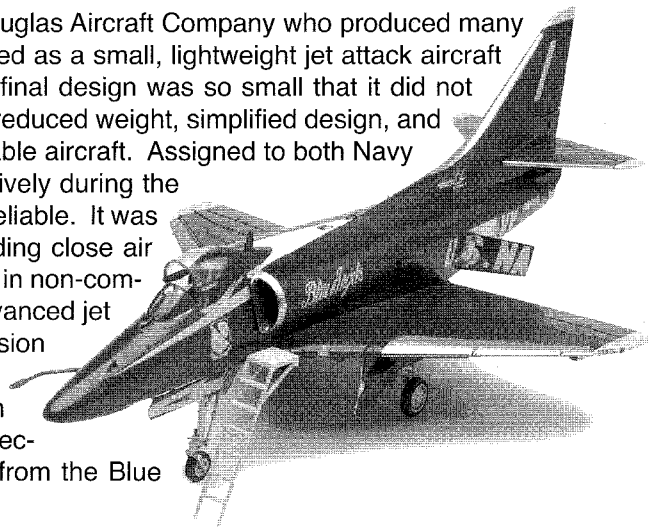 uglas Aircraft Company who produced many
ed as a small, lightweight jet attack aircraft
final design was so small that it did not
reduced weight, simplified design, and
able aircraft. Assigned to both Navy
ively during the
eliable. It was
ding close air
in non-com-
vanced jet
sion
n
ec-
from the Blue
Blue Angels